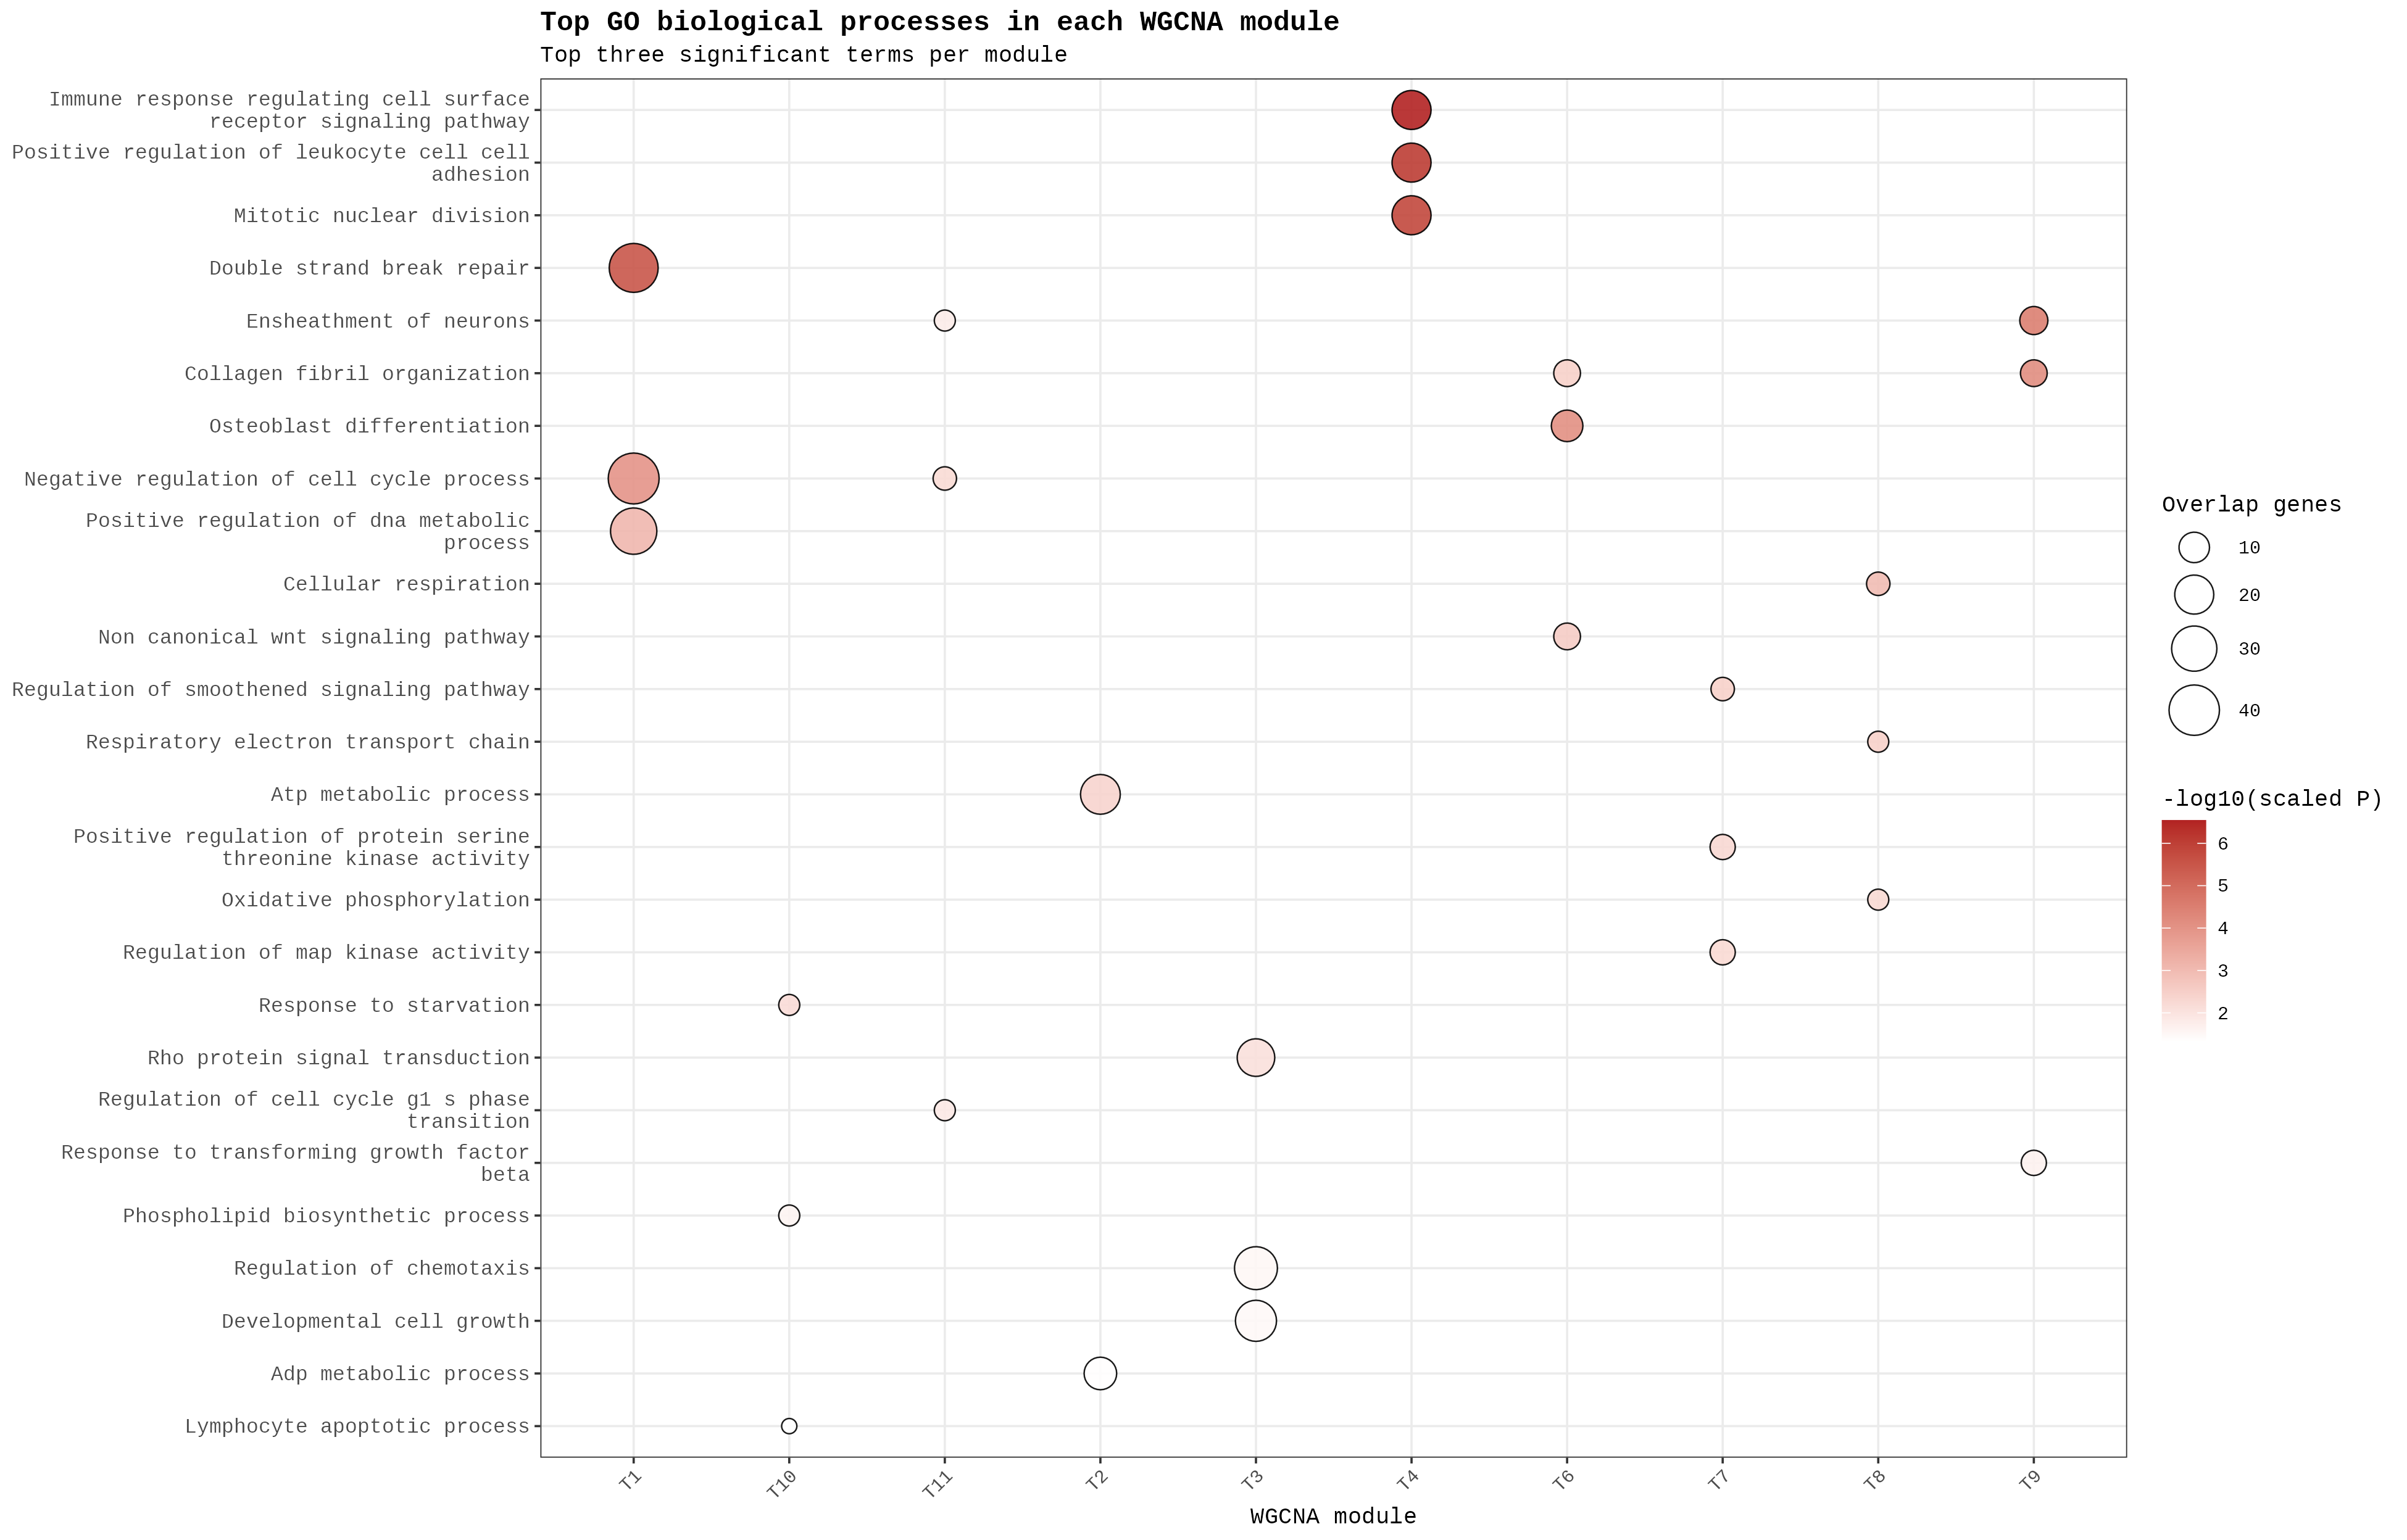 Top GO biological processes in each WGCNA module
Top three significant terms per module
Immune response regulating cell surface
receptor signaling pathway
Positive regulation of leukocyte cell cell
adhesion
Mitotic nuclear division
Double strand break repair
Ensheathment of neurons
Collagen fibril organization
Osteoblast differentiation
Negative regulation of cell cycle process
Positive regulation of dna metabolic
process
Cellular respiration
Non canonical wnt signaling pathway
Regulation of smoothened signaling pathway
Respiratory electron transport chain
Atp metabolic process
Positive regulation of protein serine
threonine kinase activity
Oxidative phosphorylation
Regulation of map kinase activity
Response to starvation
Rho protein signal transduction
Regulation of cell cycle g1 s phase
transition
Response to transforming growth factor
beta
Phospholipid biosynthetic process
Regulation of chemotaxis
Developmental cell growth
Adp metabolic process
Lymphocyte apoptotic process
T1
T10
T11
T2
T3
T4
T6
T7
T8
T9
WGCNA module
Overlap genes
10
20
30
40
-log10(scaled P)
6
5
4
3
2